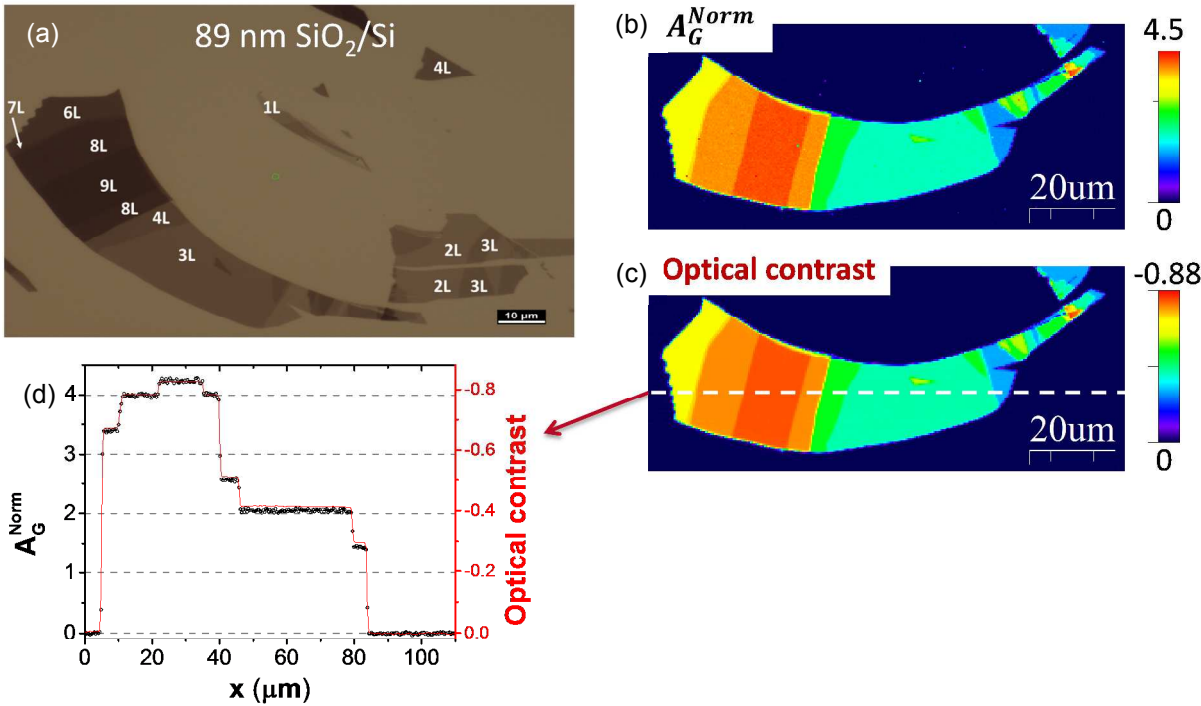 (a)
89 nm SiO₂/Si
4L
7L
6L
1L
8L
9L
8L
4L
3L
2L
3L
2L
3L
10 μm
(b)
A_G^Norm
4.5
20um
0
(c)
Optical contrast
-0.88
20um
0
(d)
4
3
2
1
0
A_G^Norm
-0.8
-0.6
-0.4
-0.2
0.0
Optical contrast
0 20 40 60 80 100
x (μm)